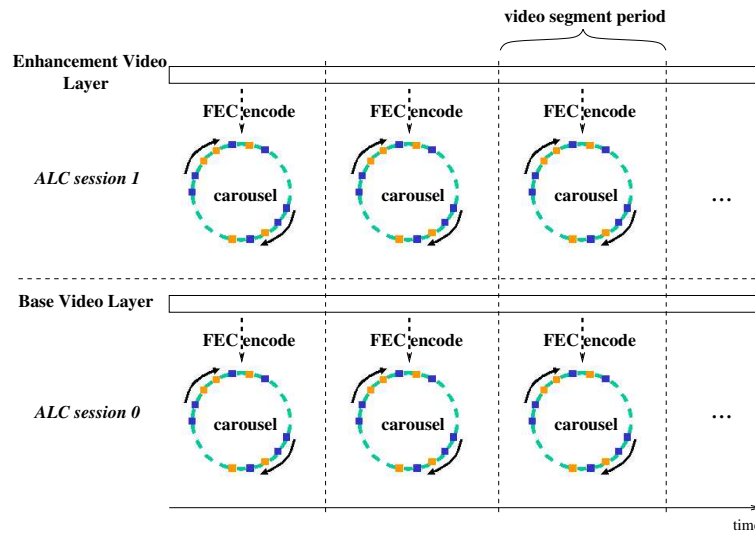 video segment period
Enhancement Video
Layer
FEC encode
FEC encode
FEC encode
ALC session 1
carousel
carousel
carousel
...
Base Video Layer
FEC encode
FEC encode
FEC encode
ALC session 0
carousel
carousel
carousel
...
time